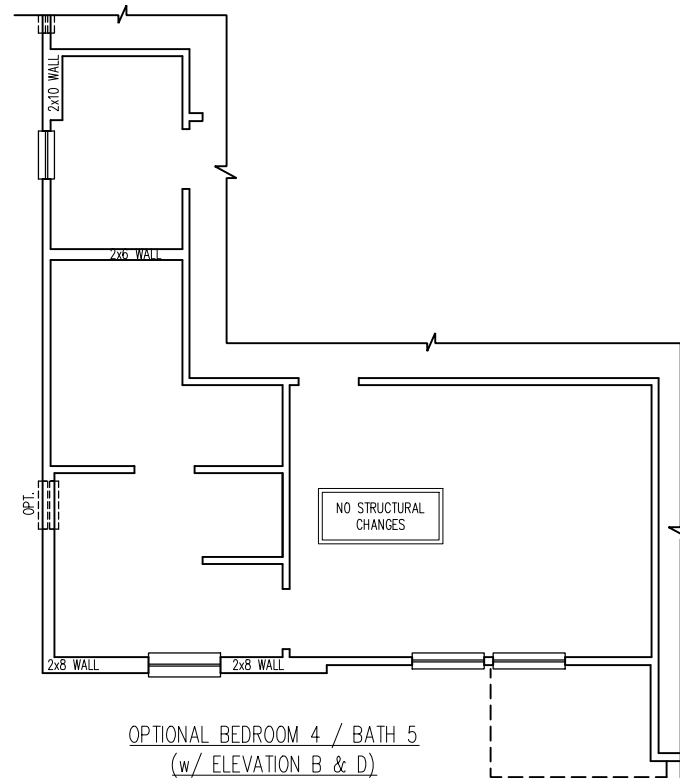 2x10 WALL
2x6 WALL
OPT.
NO STRUCTURAL
CHANGES
2x8 WALL
2x8 WALL
OPTIONAL BEDROOM 4 / BATH 5
(w/ ELEVATION B & D)